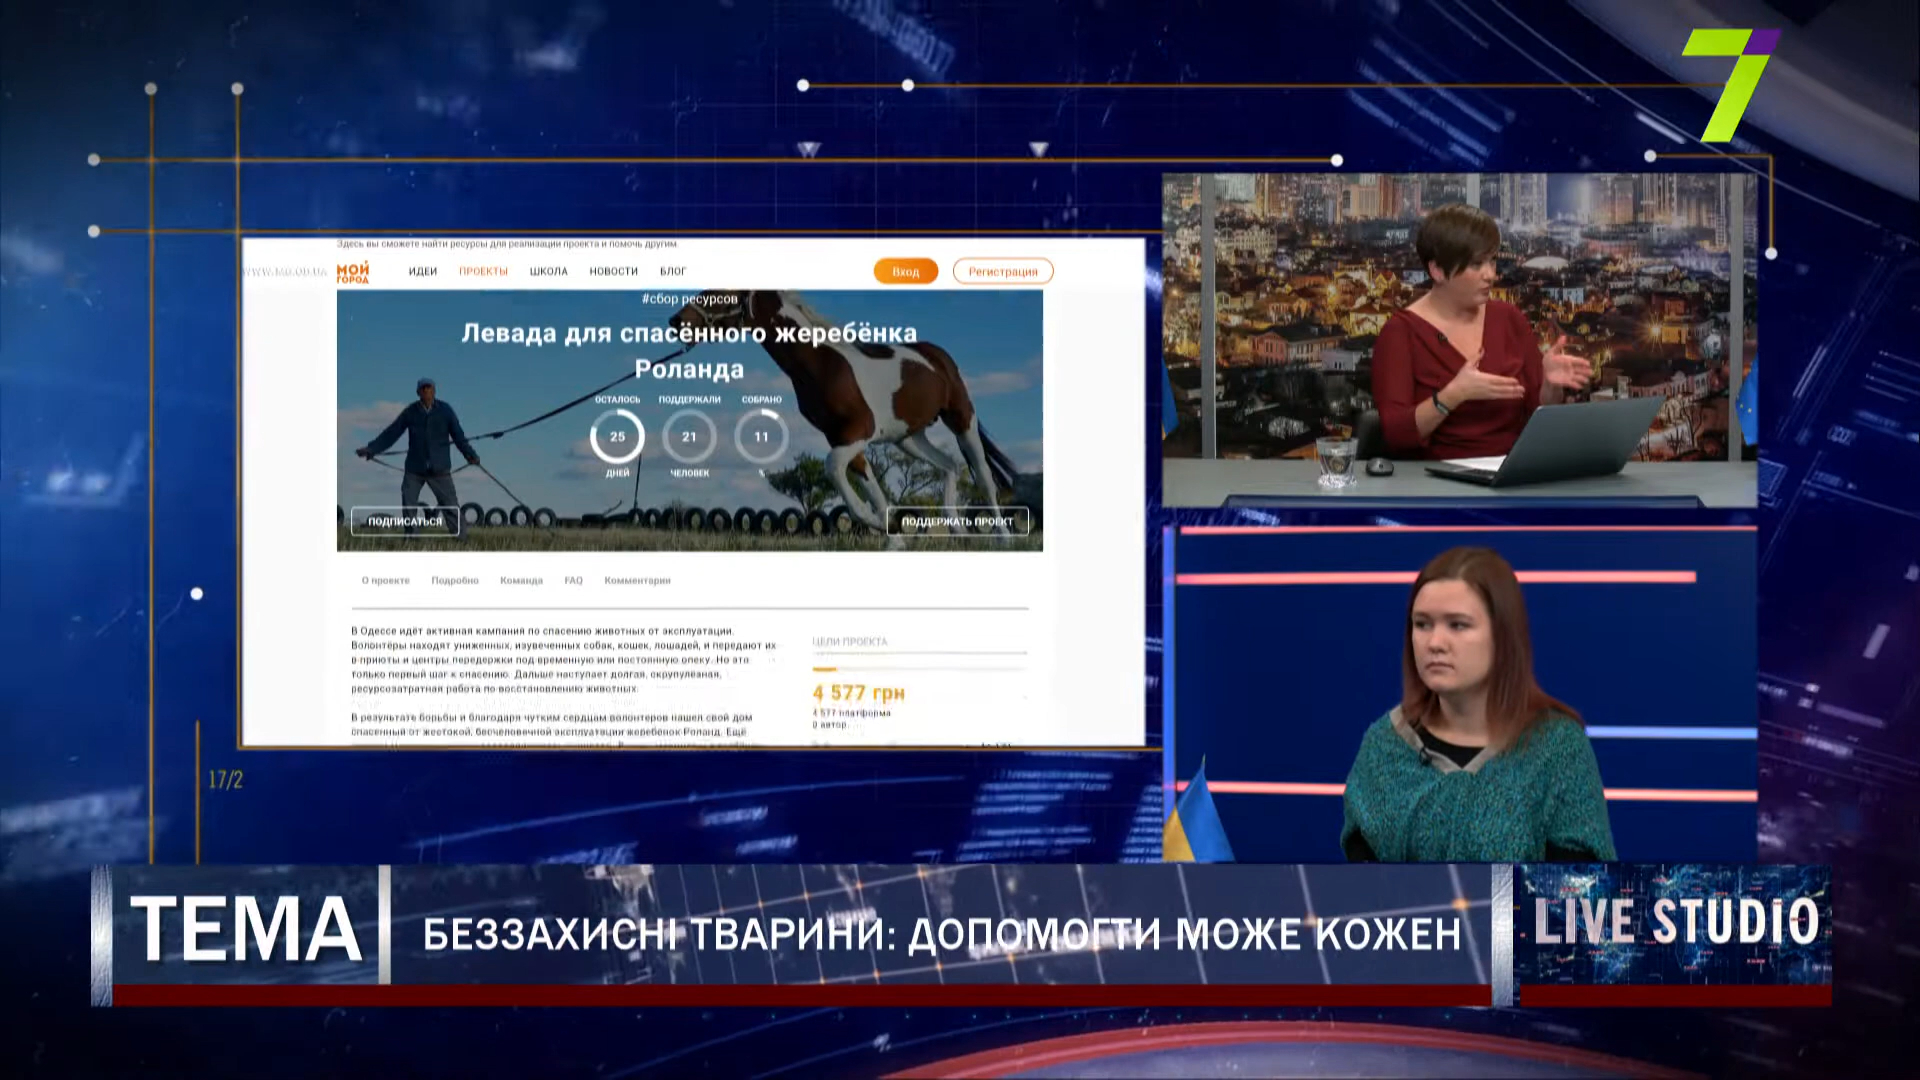 7
Здесь вы сможете найти ресурсы для реализации проекта и помочь другим.
МОЙ ГОРОД
ИДЕИ ПРОЕКТЫ ШКОЛА НОВОСТИ БЛОГ Вход Регистрация
#сбор ресурсов
Левада для спасённого жеребёнка
Роланда
ОСТАЛОСЬ ПОДДЕРЖАЛИ СОБРАНО
25 21 11
ДНЕЙ ЧЕЛОВЕК %
ПОДПИСАТЬСЯ ПОДДЕРЖАТЬ ПРОЕКТ
О проекте Подробно Команда FAQ Комментарии
В Одессе идёт активная кампания по спасению животных от эксплуатации.
Волонтёры находят униженных, изувеченных собак, кошек, лошадей, и передают их
в приюты и центры передержки под временную или постоянную опеку. Но это
только первый шаг к спасению. Дальше наступает долгая, скрупулезная,
ресурсозатратная работа по восстановлению животных.
В результате борьбы и благодаря чутким сердцам волонтеров нашел свой дом
спасенный от жестокой, бесчеловечной эксплуатации жеребенок Роланд. Ещё
ЦЕЛИ ПРОЕКТА
4 577 грн
4 577 платформа
0 автор
17/2
ТЕМА
БЕЗЗАХИСНІ ТВАРИНИ: ДОПОМОГТИ МОЖЕ КОЖЕН
LIVE STUDIO